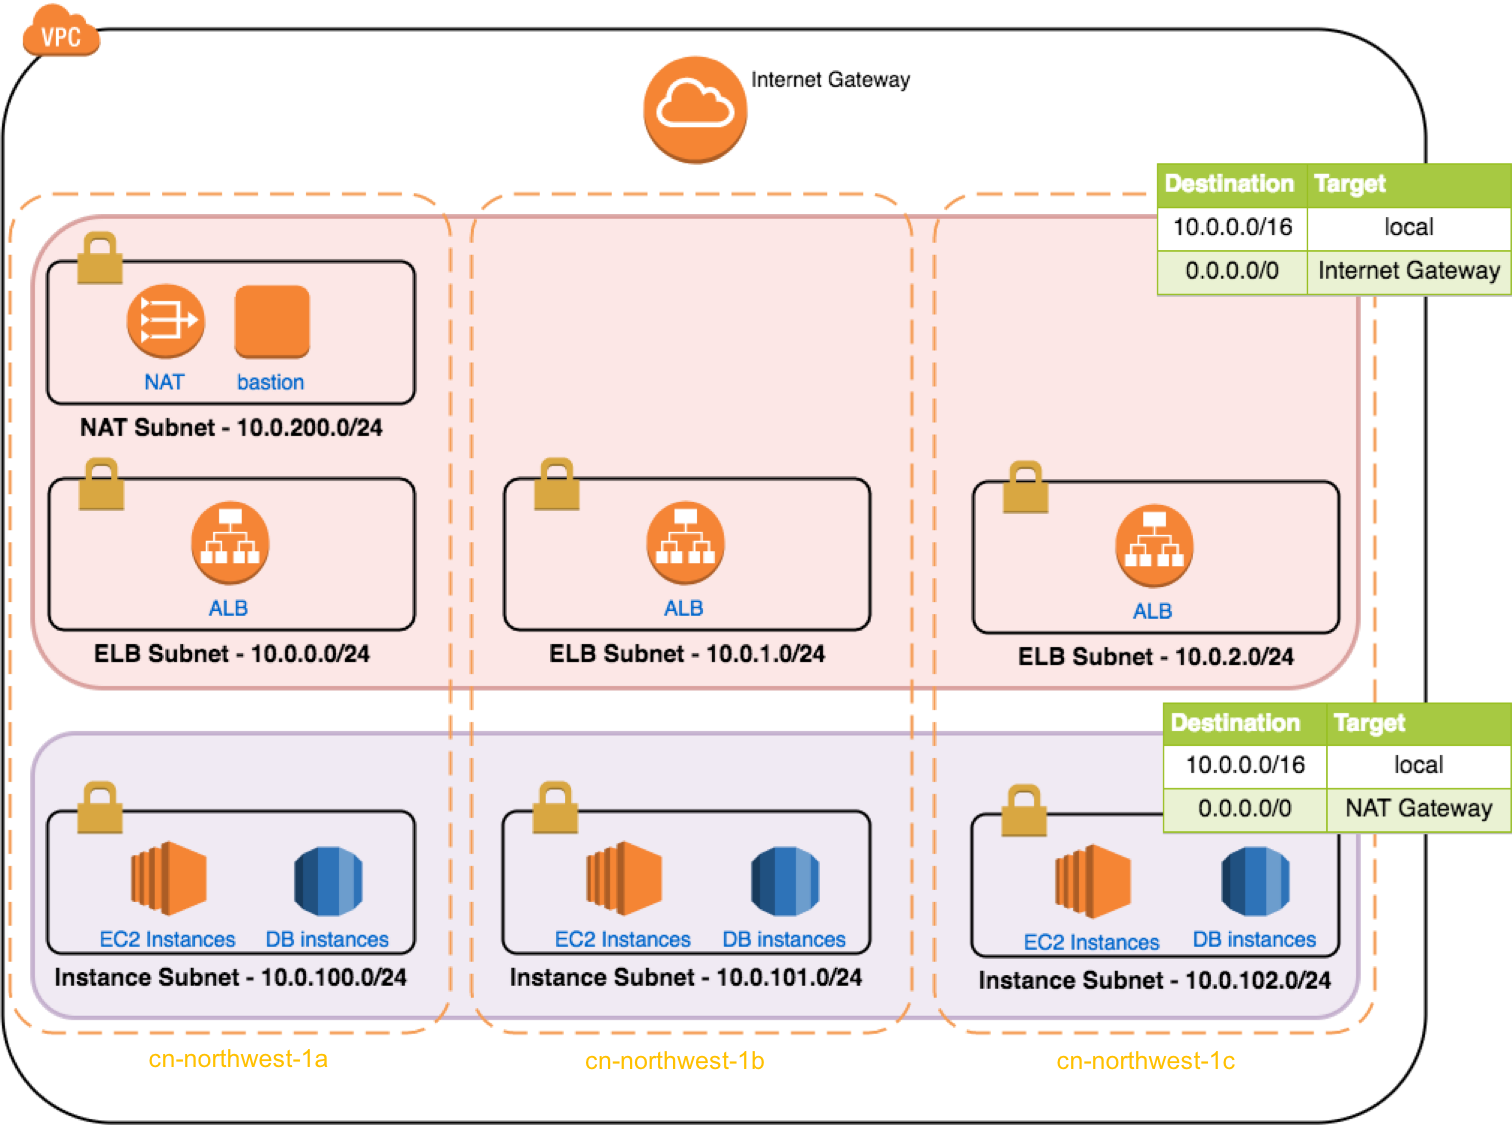 VPC
Internet Gateway
Destination Target
10.0.0.0/16 local
0.0.0.0/0 Internet Gateway
NAT bastion
NAT Subnet - 10.0.200.0/24
ALB
ELB Subnet - 10.0.0.0/24
ALB
ELB Subnet - 10.0.1.0/24
ALB
ELB Subnet - 10.0.2.0/24
Destination Target
10.0.0.0/16 local
0.0.0.0/0 NAT Gateway
EC2 Instances DB instances
Instance Subnet - 10.0.100.0/24
EC2 Instances DB instances
Instance Subnet - 10.0.101.0/24
EC2 Instances DB instances
Instance Subnet - 10.0.102.0/24
cn-northwest-1a
cn-northwest-1b
cn-northwest-1c